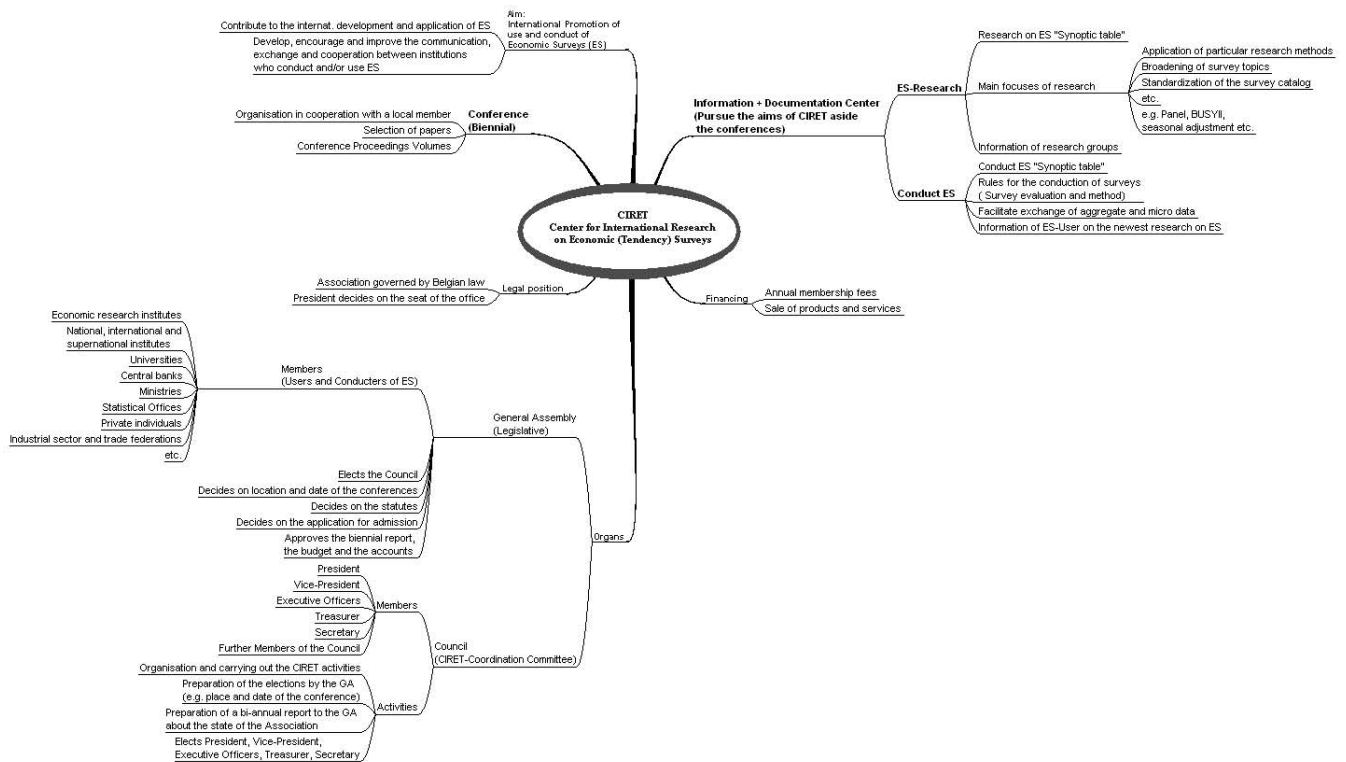 Aim:
International Promotion of
use and conduct of
Economic Surveys (ES)
Contribute to the internat. development and application of ES
Develop, encourage and improve the communication,
exchange and cooperation between institutions
who conduct and/or use ES
Conference
(Biennial)
Organisation in cooperation with a local member
Selection of papers
Conference Proceedings Volumes
Information + Documentation Center
(Pursue the aims of CIRET aside
the conferences)
ES-Research
Research on ES "Synoptic table"
Main focuses of research
Application of particular research methods
Broadening of survey topics
Standardization of the survey catalog
etc.
e.g. Panel, BUSYII,
seasonal adjustment etc.
Information of research groups
Conduct ES
Conduct ES "Synoptic table"
Rules for the conduction of surveys
( Survey evaluation and method)
Facilitate exchange of aggregate and micro data
Information of ES-User on the newest research on ES
CIRET
Center for International Research
on Economic (Tendency) Surveys
Legal position
Association governed by Belgian law
President decides on the seat of the office
Financing
Annual membership fees
Sale of products and services
Organs
General Assembly
(Legislative)
Members
(Users and Conducters of ES)
Economic research institutes
National, international and
supernational institutes
Universities
Central banks
Ministries
Statistical Offices
Private individuals
Industrial sector and trade federations
etc.
Elects the Council
Decides on location and date of the conferences
Decides on the statutes
Decides on the application for admission
Approves the biennial report,
the budget and the accounts
Council
(CIRET-Coordination Committee)
Members
President
Vice-President
Executive Officers
Treasurer
Secretary
Further Members of the Council
Activities
Organisation and carrying out the CIRET activities
Preparation of the elections by the GA
(e.g. place and date of the conference)
Preparation of a bi-annual report to the GA
about the state of the Association
Elects President, Vice-President,
Executive Officers, Treasurer, Secretary